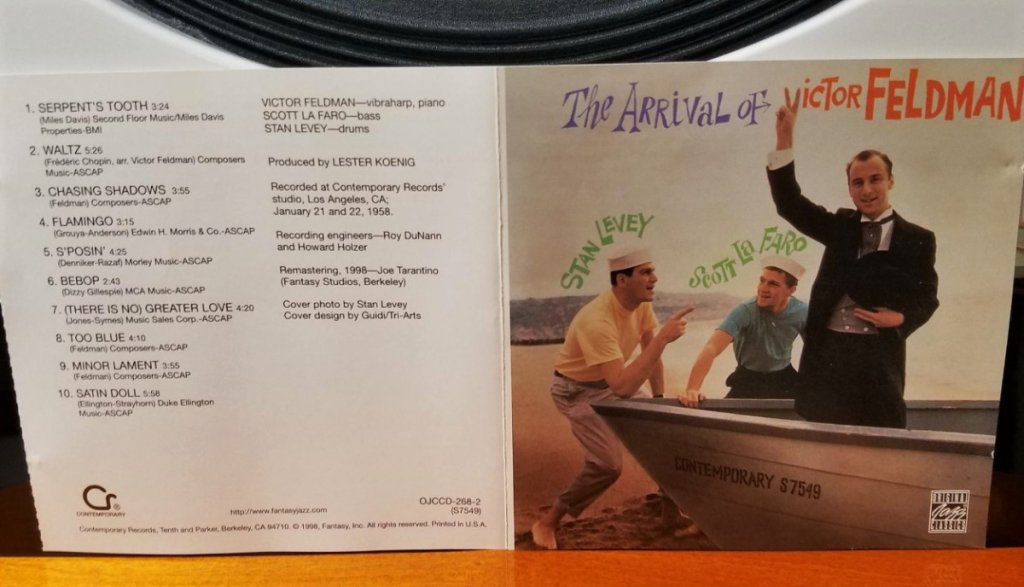 1. SERPENT'S TOOTH 3:24
(Miles Davis) Second Floor Music/Miles Davis
Properties-BMI
2. WALTZ 5:26
(Frédéric Chopin, arr. Victor Feldman) Composers
Music-ASCAP
3. CHASING SHADOWS 3:55
(Feldman) Composers-ASCAP
4. FLAMINGO 3:15
(Grouya-Anderson) Edwin H. Morris & Co.-ASCAP
5. S'POSIN' 4:25
(Denniker-Razaf) Morley Music-ASCAP
6. BEBOP 2:43
(Dizzy Gillespie) MCA Music-ASCAP
7. (THERE IS NO) GREATER LOVE 4:20
(Jones-Symes) Music Sales Corp.-ASCAP
8. TOO BLUE 4:10
(Feldman) Composers-ASCAP
9. MINOR LAMENT 3:55
(Feldman) Composers-ASCAP
10. SATIN DOLL 5:58
(Ellington-Strayhorn) Duke Ellington
Music-ASCAP
VICTOR FELDMAN—vibraharp, piano
SCOTT LA FARO—bass
STAN LEVEY—drums
Produced by LESTER KOENIG
Recorded at Contemporary Records'
studio, Los Angeles, CA;
January 21 and 22, 1958.
Recording engineers—Roy DuNann
and Howard Holzer
Remastering, 1998—Joe Tarantino
(Fantasy Studios, Berkeley)
Cover photo by Stan Levey
Cover design by Guidi/Tri-Arts
CR®
CONTEMPORARY
http://www.fantasyjazz.com
OJCCD-268-2
(S7549)
Contemporary Records, Tenth and Parker, Berkeley, CA 94710. © 1998, Fantasy, Inc. All rights reserved. Printed in U.S.A.
The ARRIVAL OF VICTOR FELDMAN
STAN LEVEY
SCOTT LA FARO
CONTEMPORARY S7549
ORIGINAL
Jazz
CLASSICS